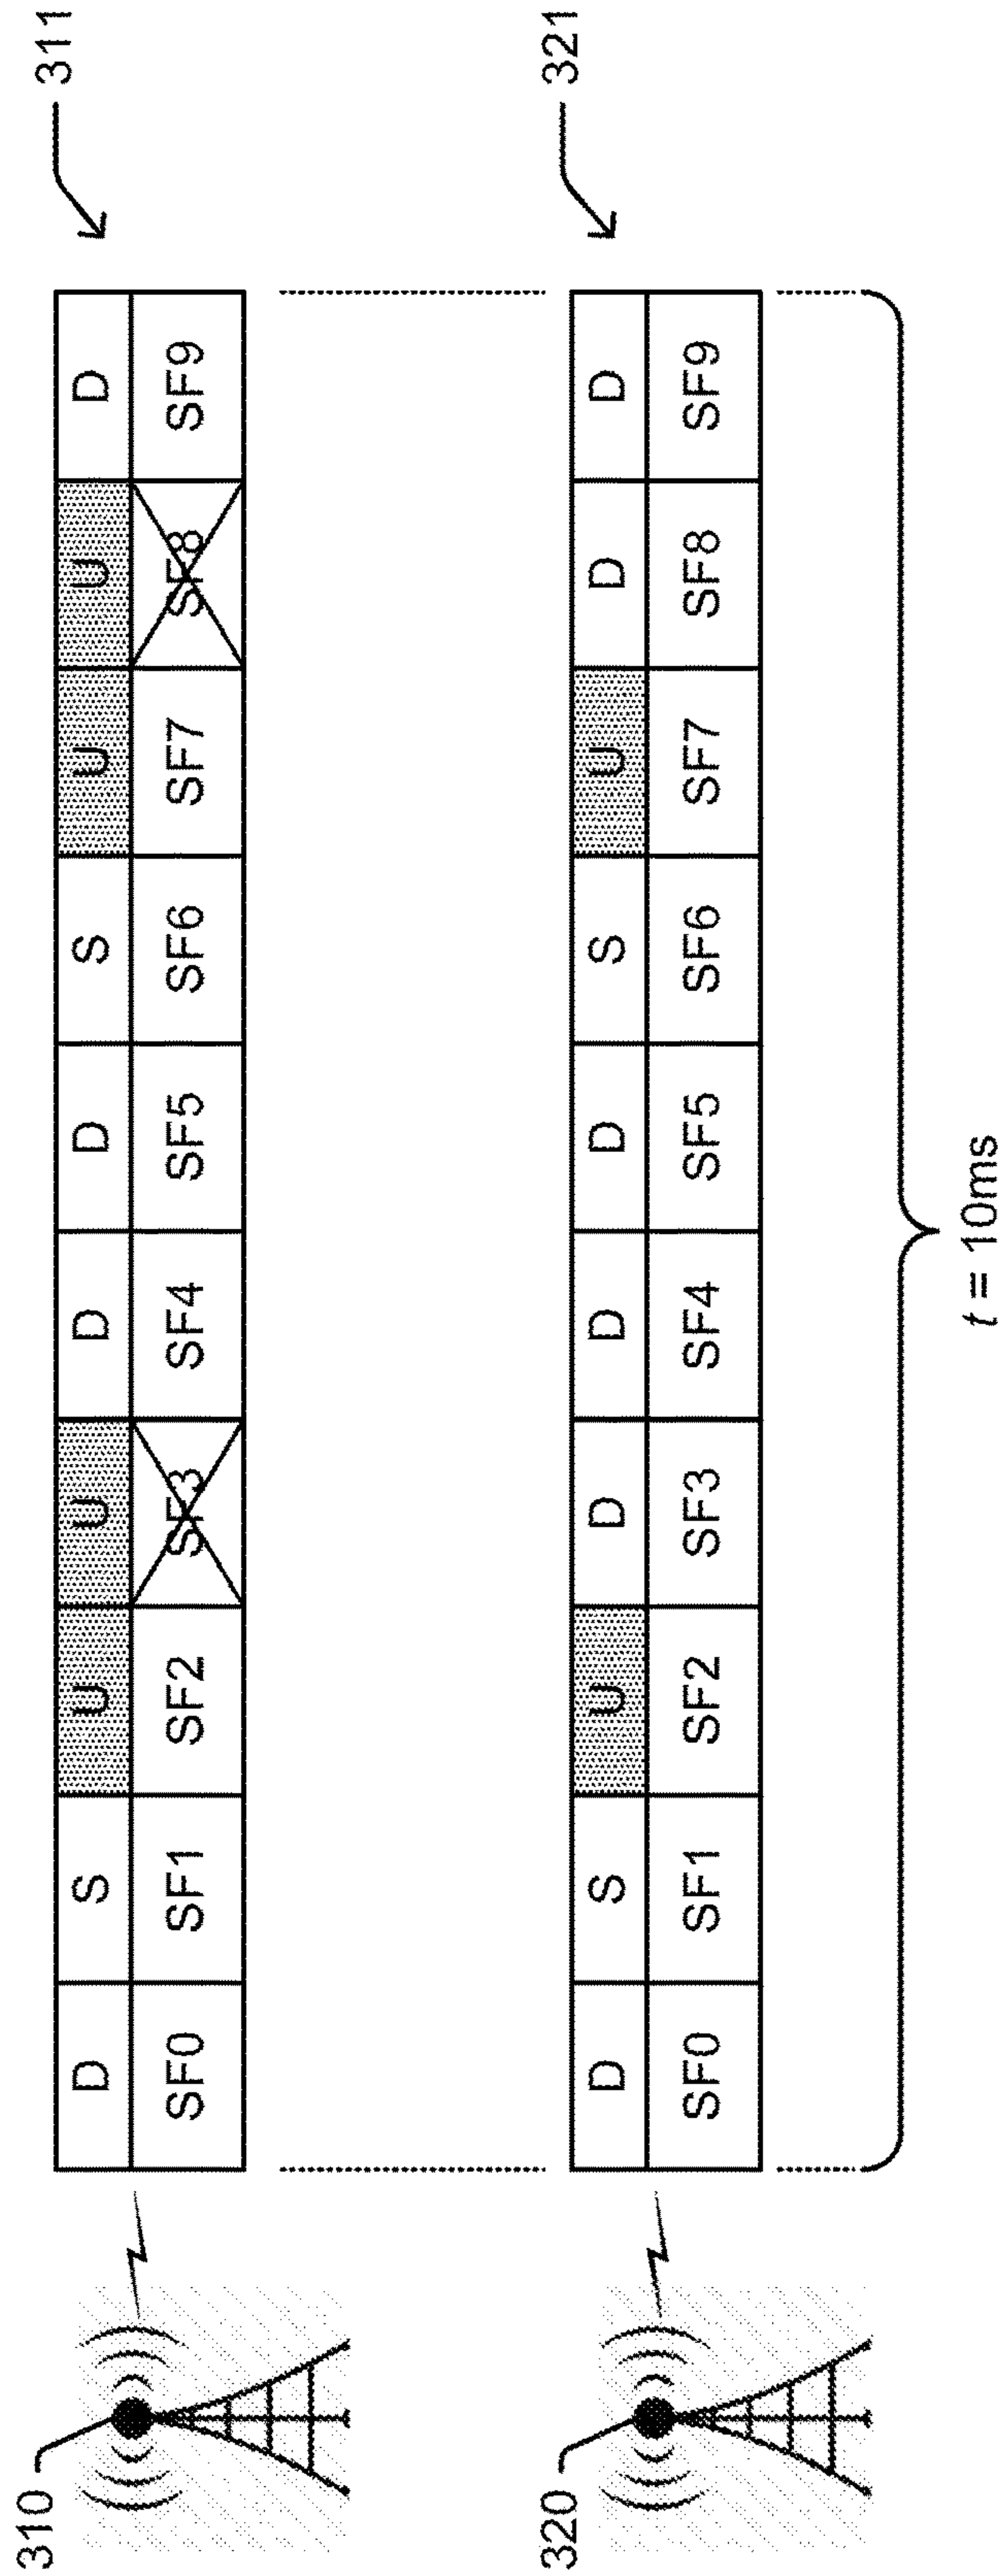 310
311
D S U U D D S U U D
SF0 SF1 SF2 SF3 SF4 SF5 SF6 SF7 SF8 SF9
320
321
D S U D D D S U D D
SF0 SF1 SF2 SF3 SF4 SF5 SF6 SF7 SF8 SF9
t = 10ms